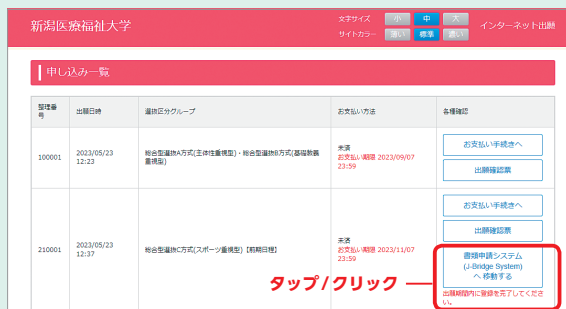 新潟医療福祉大学
文字サイズ 小 中 大
サイトカラー 薄い 標準 濃い
インターネット出願
申し込み一覧
整理番号 出願日時 選抜区分グループ お支払い方法 各種確認
100001 2023/05/23 12:23
総合型選抜A方式(主体性重視型)・総合型選抜B方式(基礎教養
重視型)
未済
お支払い期限 2023/09/07
23:59
お支払い手続きへ
出願確認票
210001 2023/05/23 12:37
総合型選抜C方式(スポーツ重視型)【前期日程】
未済
お支払い期限 2023/11/07
23:59
お支払い手続きへ
出願確認票
書類申請システム
(J-Bridge System)
へ 移動する
出願期間内に登録を完了してくださ
い。
タップ/クリック